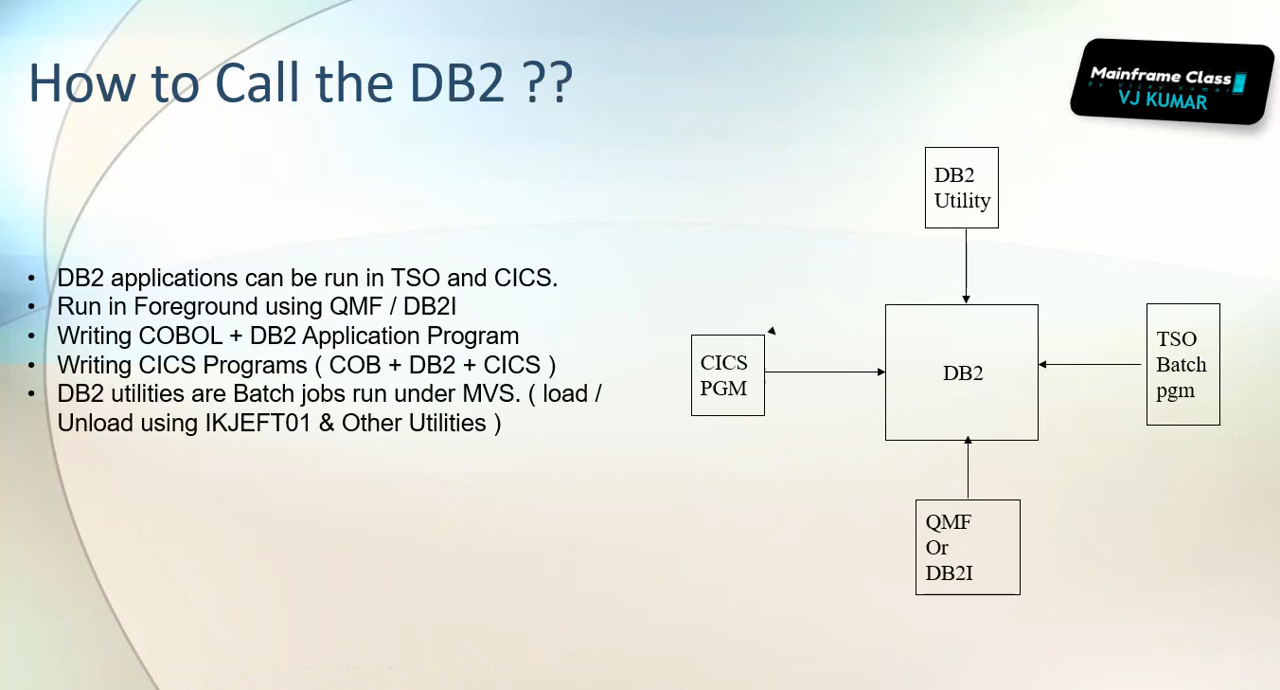 How to Call the DB2 ??
Mainframe Class
VJ KUMAR
• DB2 applications can be run in TSO and CICS.
• Run in Foreground using QMF / DB2I
• Writing COBOL + DB2 Application Program
• Writing CICS Programs ( COB + DB2 + CICS )
• DB2 utilities are Batch jobs run under MVS. ( load /
Unload using IKJEFT01 & Other Utilities )
DB2
Utility
CICS
PGM
DB2
TSO
Batch
pgm
QMF
Or
DB2I